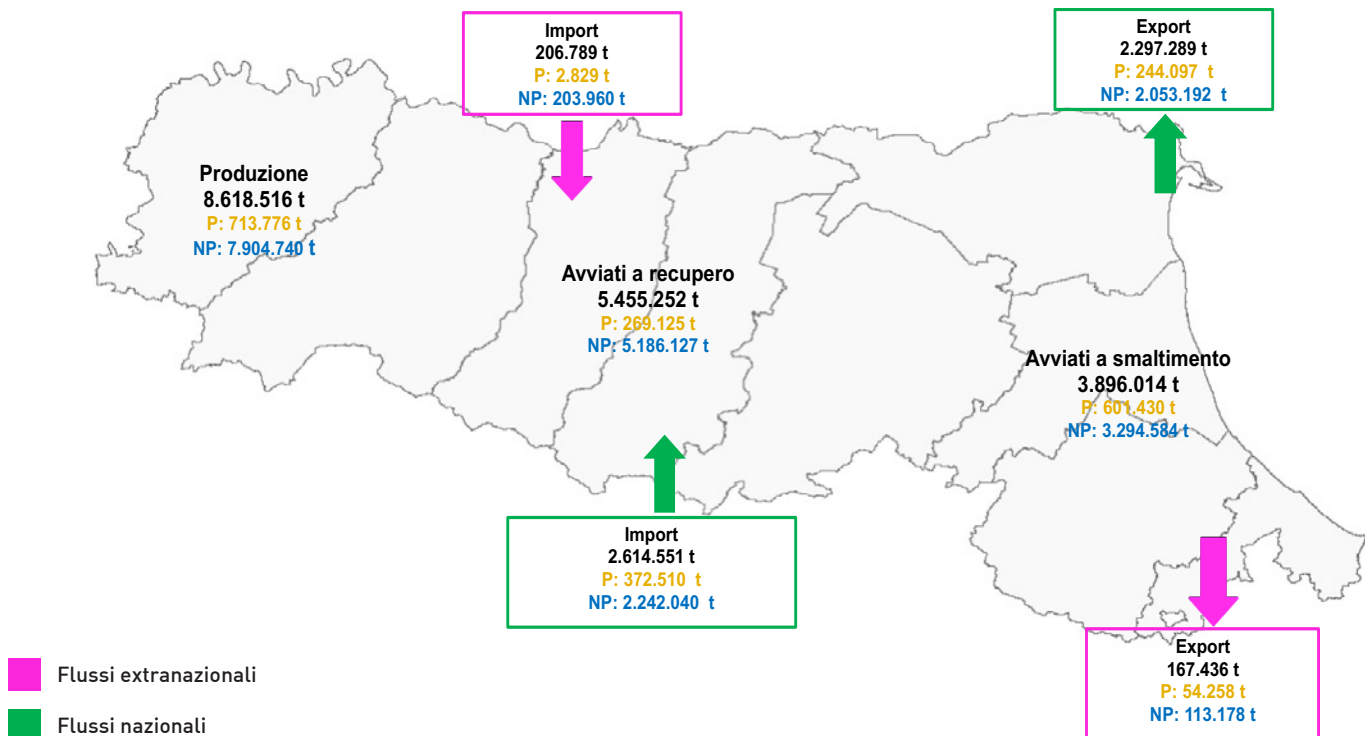 Import
206.789 t
P: 2.829 t
NP: 203.960 t
Export
2.297.289 t
P: 244.097 t
NP: 2.053.192 t
Produzione
8.618.516 t
P: 713.776 t
NP: 7.904.740 t
Avviati a recupero
5.455.252 t
P: 269.125 t
NP: 5.186.127 t
Avviati a smaltimento
3.896.014 t
P: 601.430 t
NP: 3.294.584 t
Import
2.614.551 t
P: 372.510 t
NP: 2.242.040 t
Export
167.436 t
P: 54.258 t
NP: 113.178 t
Flussi extranazionali
Flussi nazionali